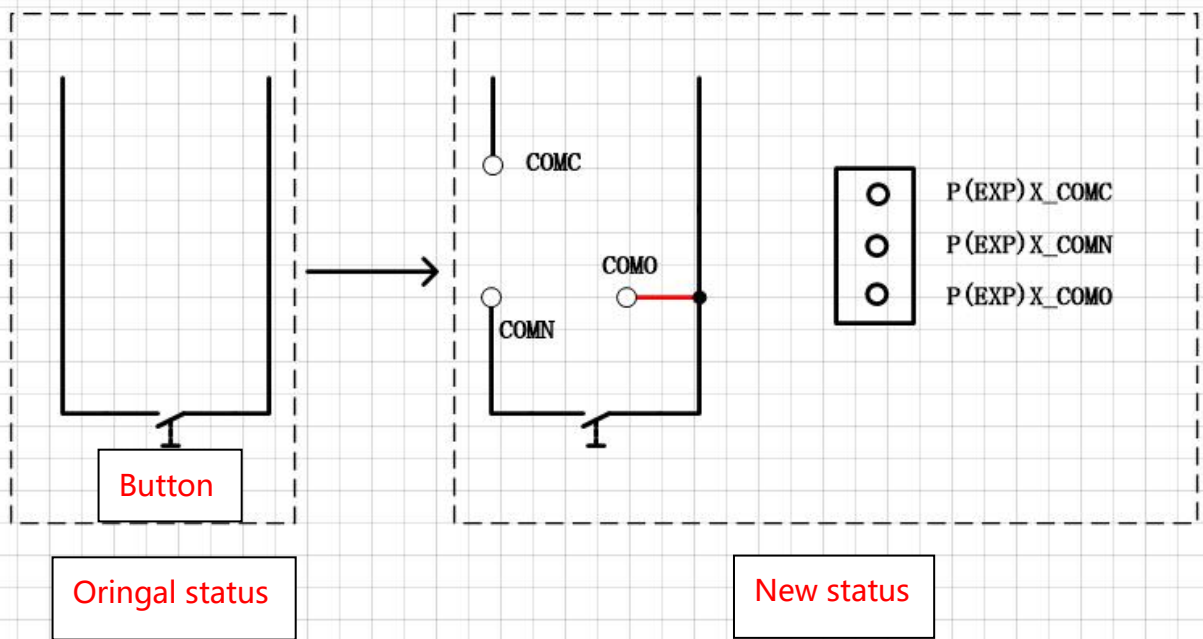 COMC
COMO
COMN
P(EXP)X_COMC
P(EXP)X_COMN
P(EXP)X_COMO
Button
Oringal status
New status